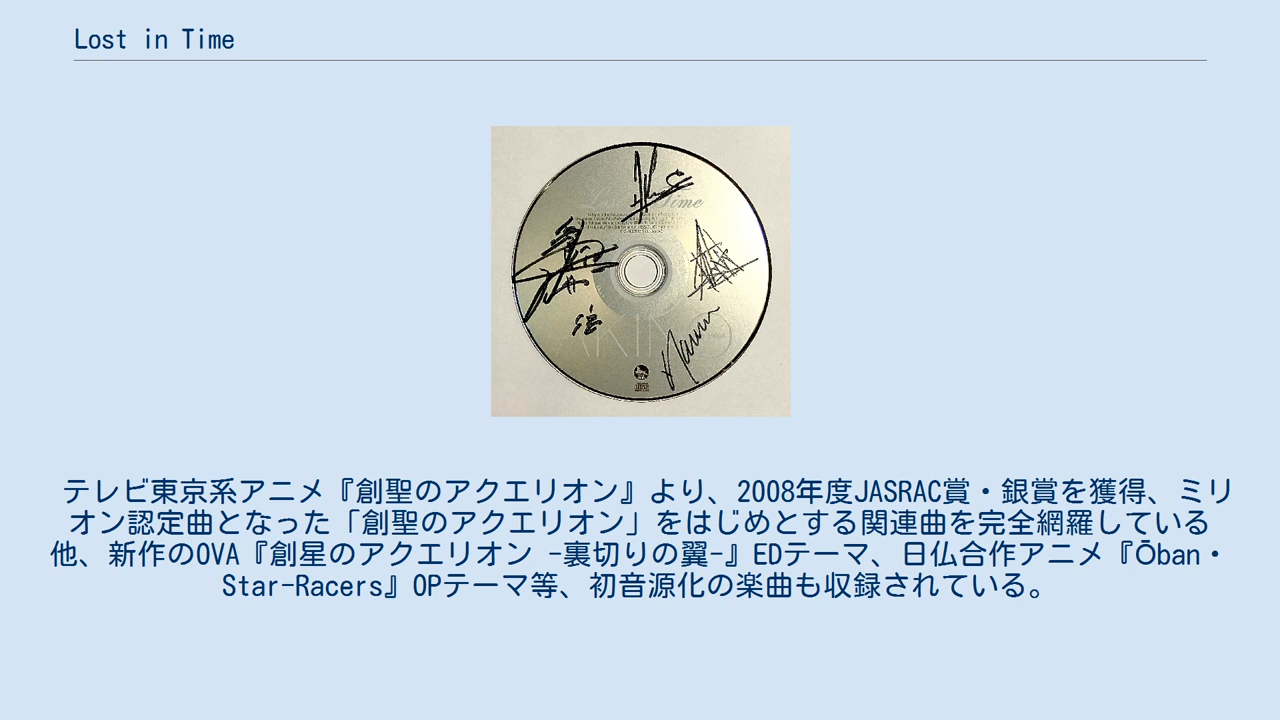 Lost in Time
Time
テレビ東京系アニメ『創聖のアクエリオン』より、2008年度JASRAC賞・銀賞を獲得、ミリ
オン認定曲となった「創聖のアクエリオン」をはじめとする関連曲を完全網羅している
他、新作のOVA『創星のアクエリオン -裏切りの翼-』EDテーマ、日仏合作アニメ『Ōban・
Star-Racers』OPテーマ等、初音源化の楽曲も収録されている。